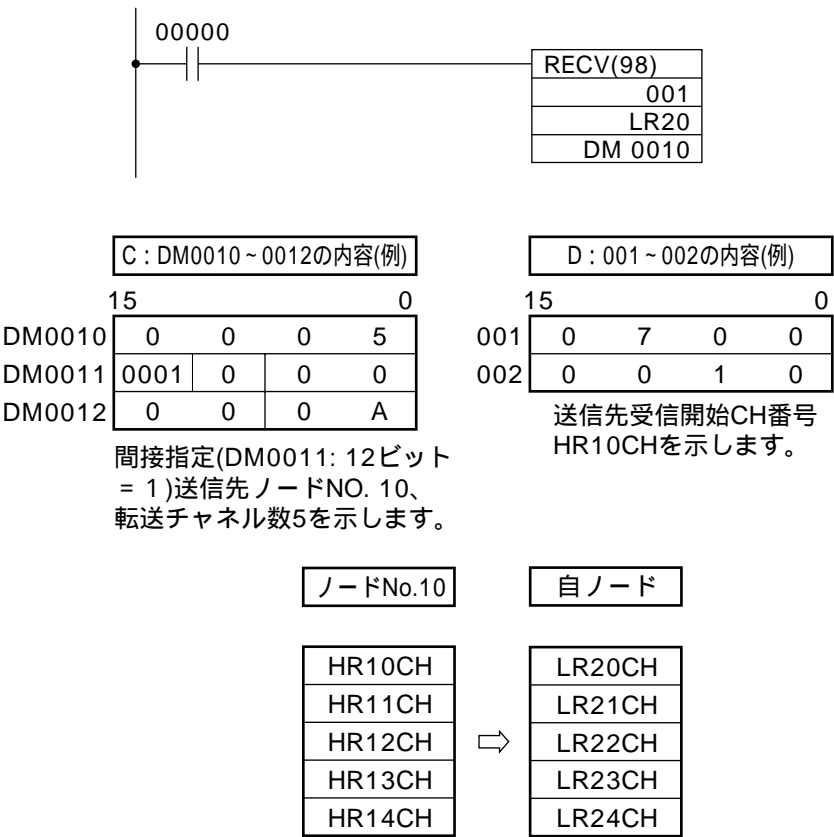 00000
RECV(98)
001
LR20
DM 0010
C：DM0010～0012の内容(例)
15 0
DM0010 0 0 0 5
DM0011 0001 0 0 0
DM0012 0 0 0 A
間接指定(DM0011: 12ビット
= 1)送信先ノードNO. 10、
転送チャネル数5を示します。
D：001～002の内容(例)
15 0
001 0 7 0 0
002 0 0 1 0
送信先受信開始CH番号
HR10CHを示します。
ノードNo.10 自ノード
HR10CH LR20CH
HR11CH LR21CH
HR12CH LR22CH
HR13CH LR23CH
HR14CH LR24CH